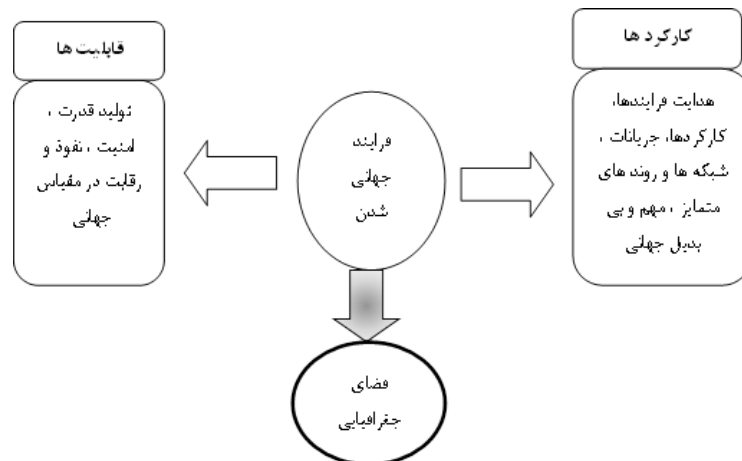 کارکرد ها
هدایت فرایندها،
کارکردها، جریانات ،
شبکه ها و روند های
متمایز ، مهم و بی
بدیل جهانی
فرایند
جهانی
شدن
قابلیت ها
تولید قدرت ،
امنیت ، نفوذ و
رقابت در مقیاس
جهانی
فضای
جغرافیایی